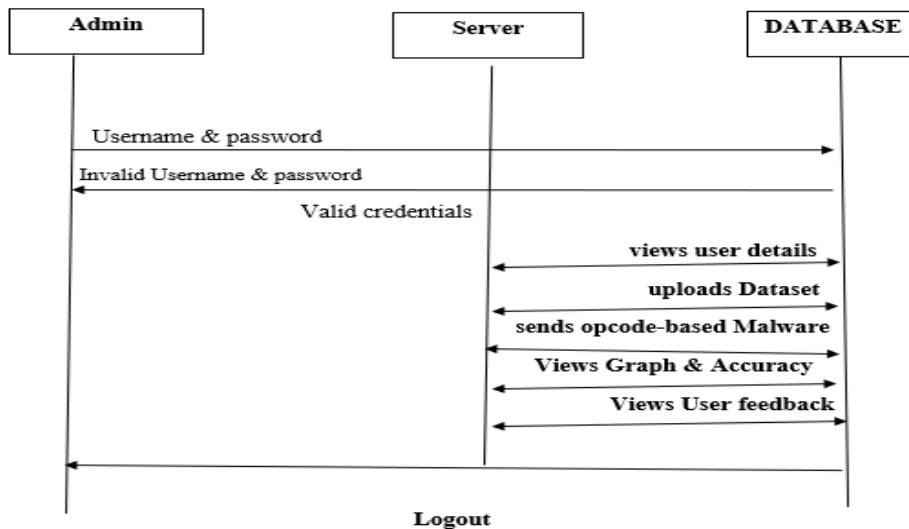 Admin
Server
DATABASE
Username & password
Invalid Username & password
Valid credentials
views user details
uploads Dataset
sends opcode-based Malware
Views Graph & Accuracy
Views User feedback
Logout